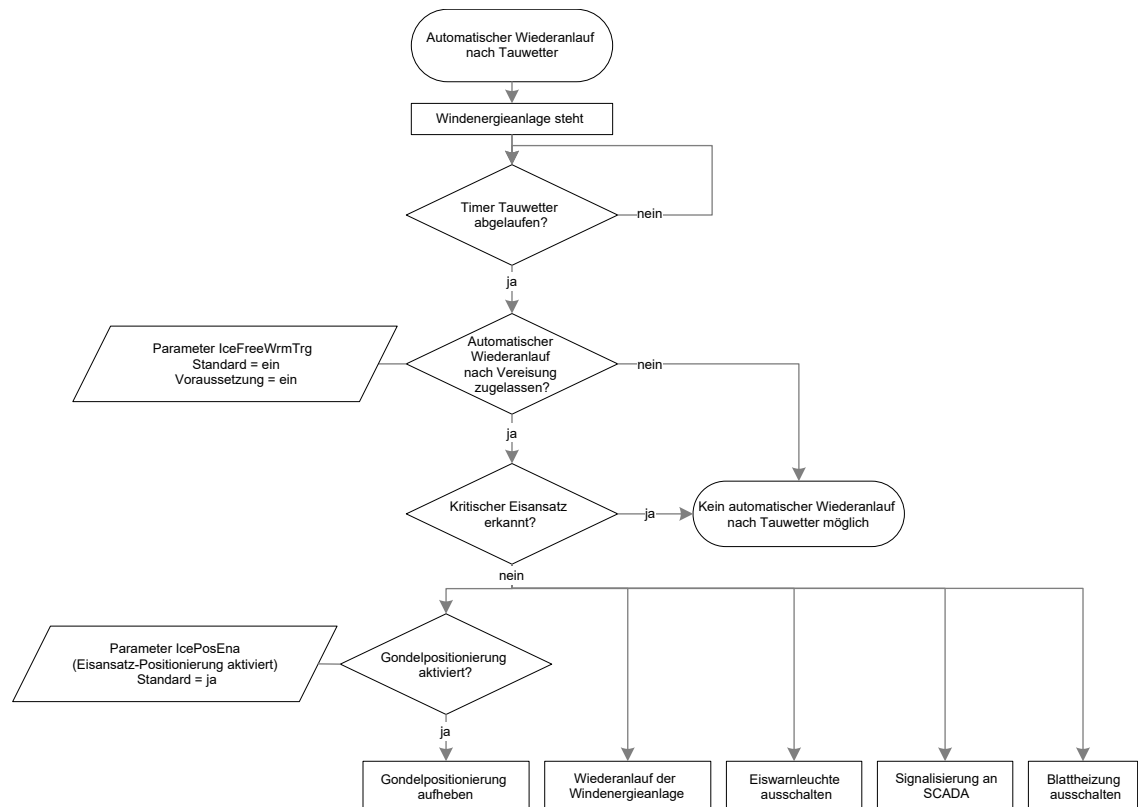 Automatischer Wiederanlauf
nach Tauwetter
Windenergieanlage steht
Timer Tauwetter
abgelaufen?
nein
ja
Parameter IceFreeWrmTrg
Standard = ein
Voraussetzung = ein
Automatischer
Wiederanlauf
nach Vereisung
zugelassen?
nein
ja
Kritischer Eisansatz
erkannt?
ja
Kein automatischer Wiederanlauf
nach Tauwetter möglich
nein
Parameter IcePosEna
(Eisansatz-Positionierung aktiviert)
Standard = ja
Gondelpositionierung
aktiviert?
ja
Gondelpositionierung
aufheben
Wiederanlauf der
Windenergieanlage
Eiswarnleuchte
ausschalten
Signalisierung an
SCADA
Blattheizung
ausschalten